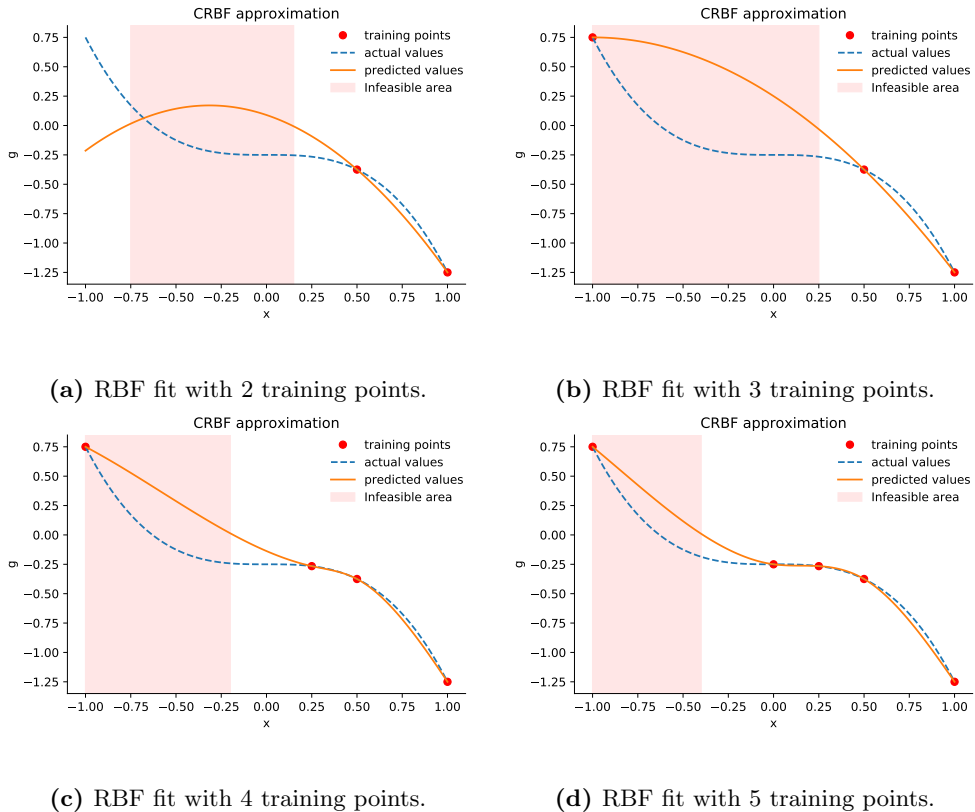 CRBF approximation
0.75
0.50
0.25
0.00
−0.25
−0.50
−0.75
−1.00
−1.25
g
training points
actual values
predicted values
Infeasible area
−1.00 −0.75 −0.50 −0.25 0.00 0.25 0.50 0.75 1.00
x
(a) RBF fit with 2 training points.
CRBF approximation
0.75
0.50
0.25
0.00
−0.25
−0.50
−0.75
−1.00
−1.25
g
training points
actual values
predicted values
Infeasible area
−1.00 −0.75 −0.50 −0.25 0.00 0.25 0.50 0.75 1.00
x
(b) RBF fit with 3 training points.
CRBF approximation
0.75
0.50
0.25
0.00
−0.25
−0.50
−0.75
−1.00
−1.25
g
training points
actual values
predicted values
Infeasible area
−1.00 −0.75 −0.50 −0.25 0.00 0.25 0.50 0.75 1.00
x
(c) RBF fit with 4 training points.
CRBF approximation
0.75
0.50
0.25
0.00
−0.25
−0.50
−0.75
−1.00
−1.25
g
training points
actual values
predicted values
Infeasible area
−1.00 −0.75 −0.50 −0.25 0.00 0.25 0.50 0.75 1.00
x
(d) RBF fit with 5 training points.